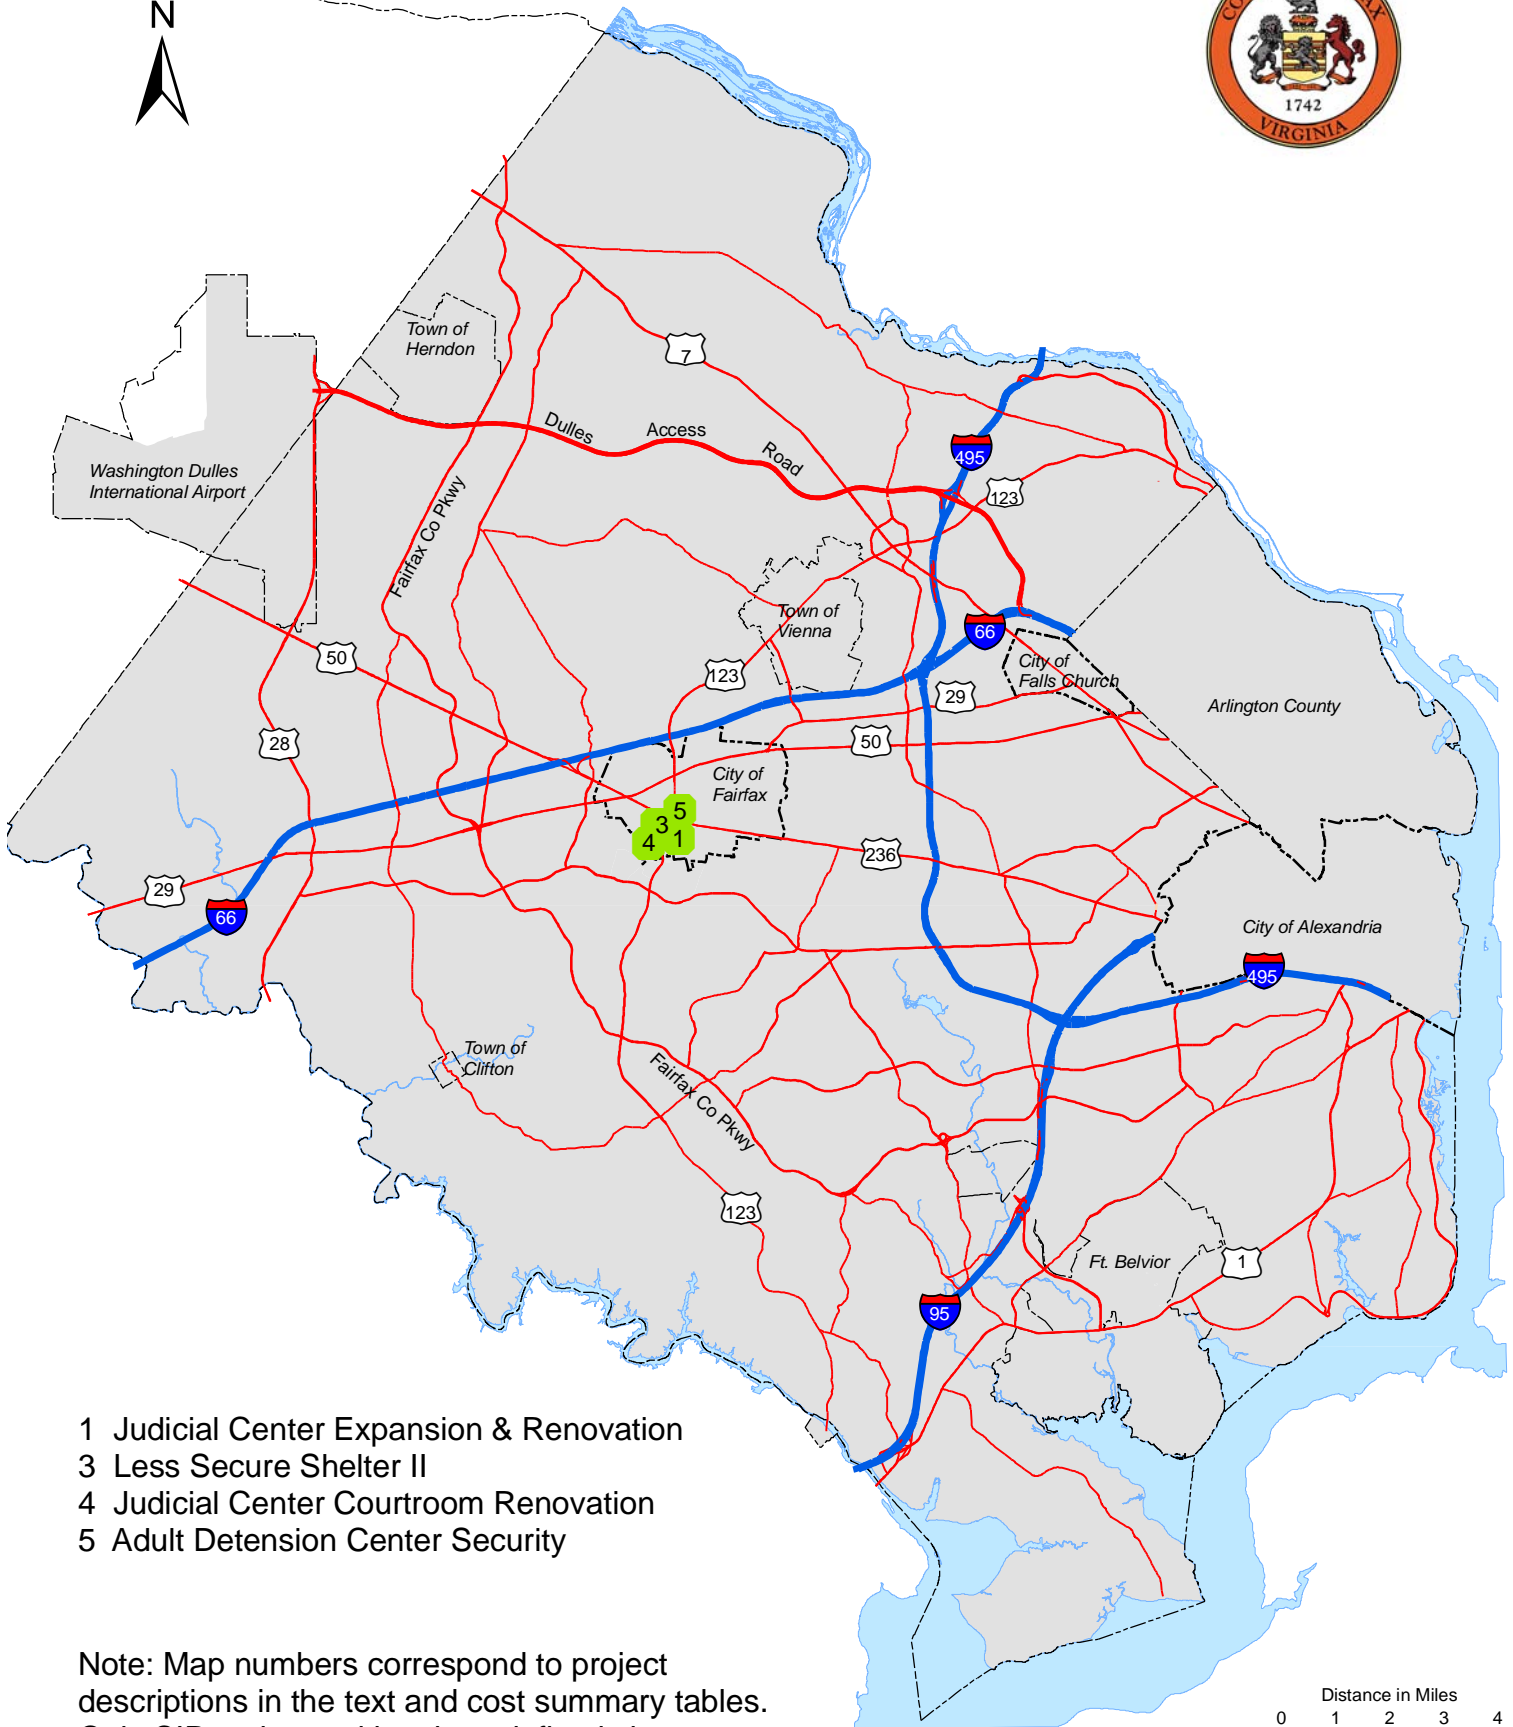 N
1742
VIRGINIA
Town of
Herndon
7
Dulles Access Road
495
123
Washington Dulles
International Airport
Fairfax Co Pkwy
Town of
Vienna
66
50
123
City of
Falls Church
29
Arlington County
28
50
City of
Fairfax
5
3
4
1
236
29
66
City of Alexandria
495
Town of
Clifton
Fairfax Co Pkwy
123
Ft. Belvior
1
95
1 Judicial Center Expansion & Renovation
3 Less Secure Shelter II
4 Judicial Center Courtroom Renovation
5 Adult Detension Center Security
Note: Map numbers correspond to project
descriptions in the text and cost summary tables.
Distance in Miles
0 1 2 3 4